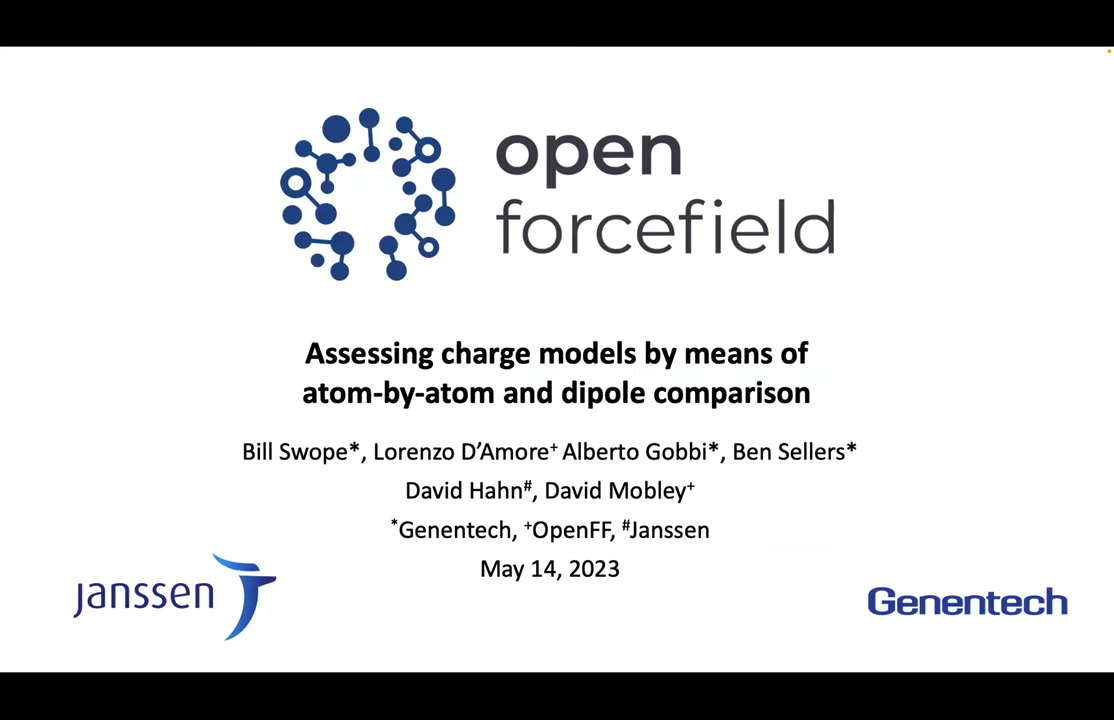 open
forcefield
Assessing charge models by means of
atom-by-atom and dipole comparison
Bill Swope*, Lorenzo D'Amore⁺ Alberto Gobbi*, Ben Sellers*
David Hahn#, David Mobley⁺
*Genentech, ⁺OpenFF, #Janssen
May 14, 2023
janssen
Genentech